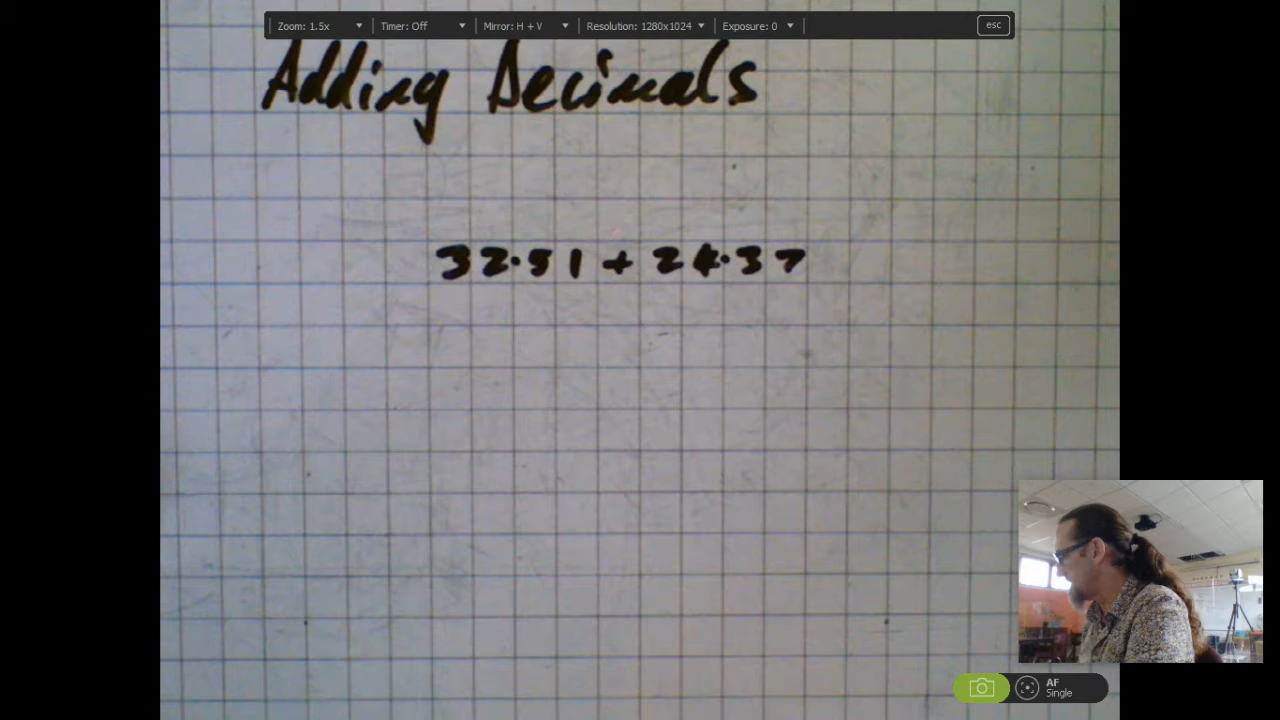 Zoom: 1.5x Timer: Off Mirror: H + V Resolution: 1280x1024 Exposure: 0 esc
Adding Decimals
32·51 + 24·37
AF
Single